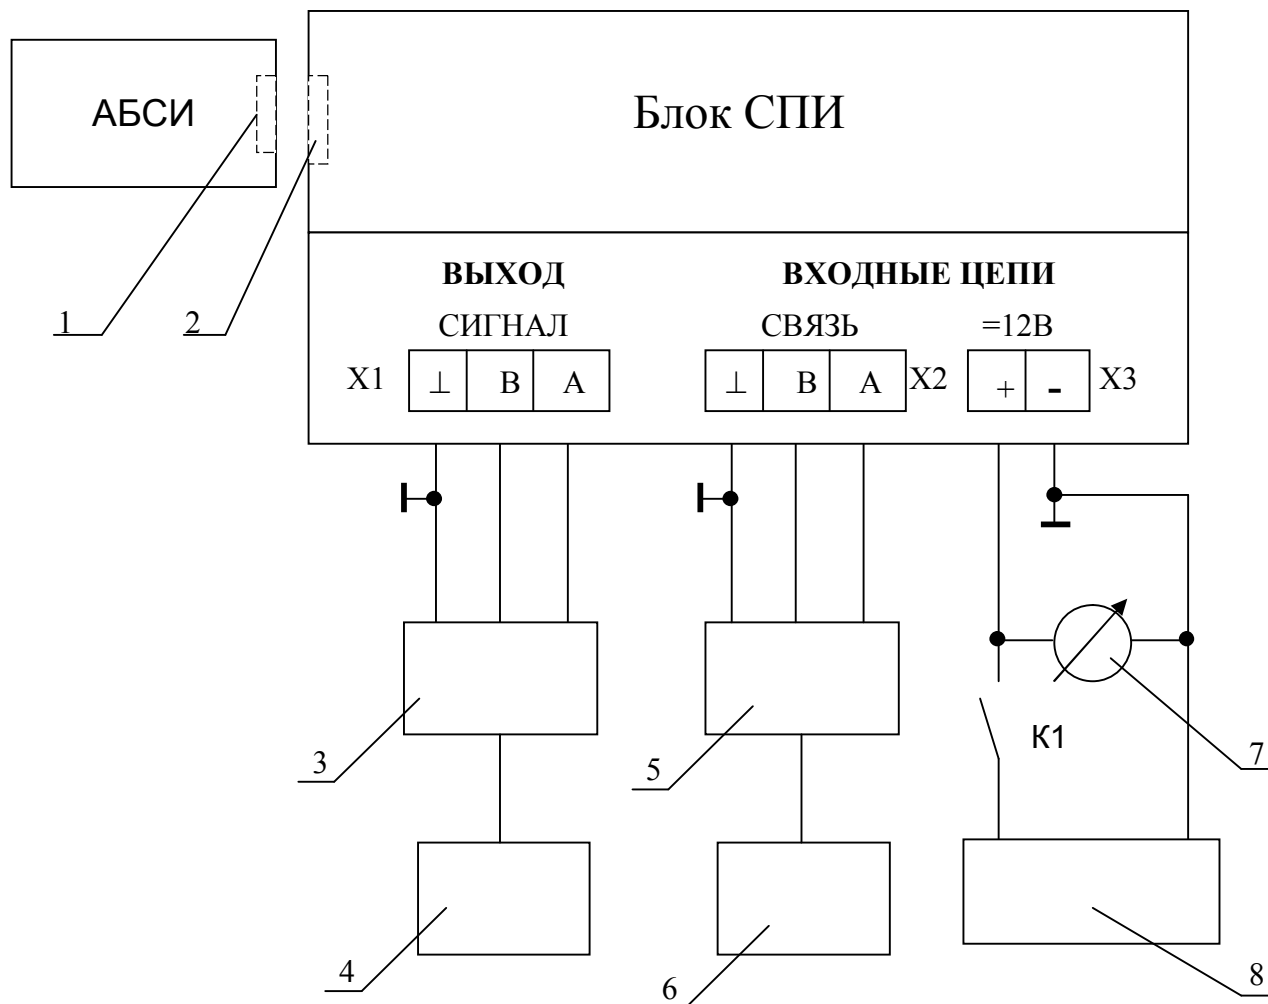 АБСИ
Блок СПИ
1
2
ВЫХОД
ВХОДНЫЕ ЦЕПИ
СИГНАЛ
СВЯЗЬ
=12В
X1 ⊥ В А
⊥ В А X2
+ - X3
3
5
К1
7
4
6
8